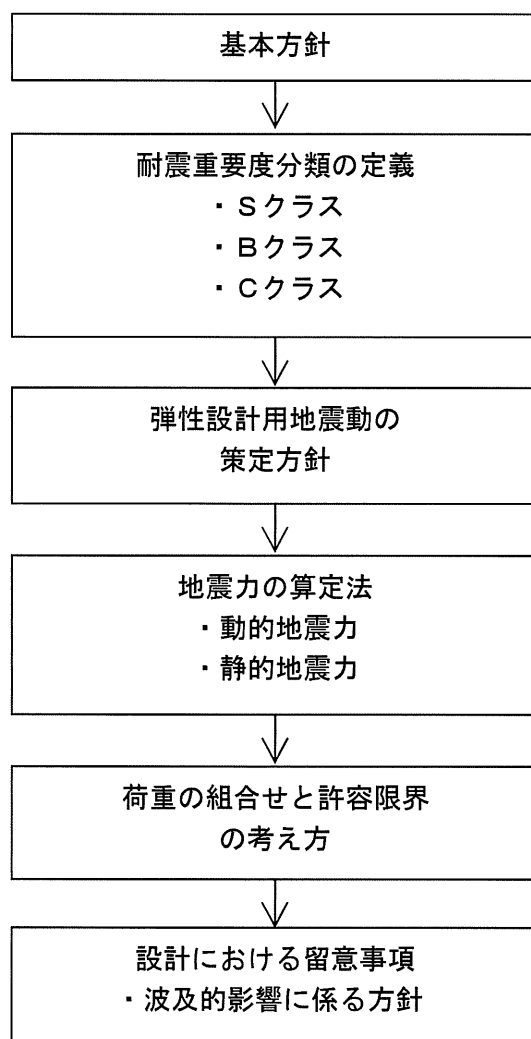 基本方針
耐震重要度分類の定義
・Sクラス
・Bクラス
・Cクラス
弾性設計用地震動の
策定方針
地震力の算定法
・動的地震力
・静的地震力
荷重の組合せと許容限界
の考え方
設計における留意事項
・波及的影響に係る方針